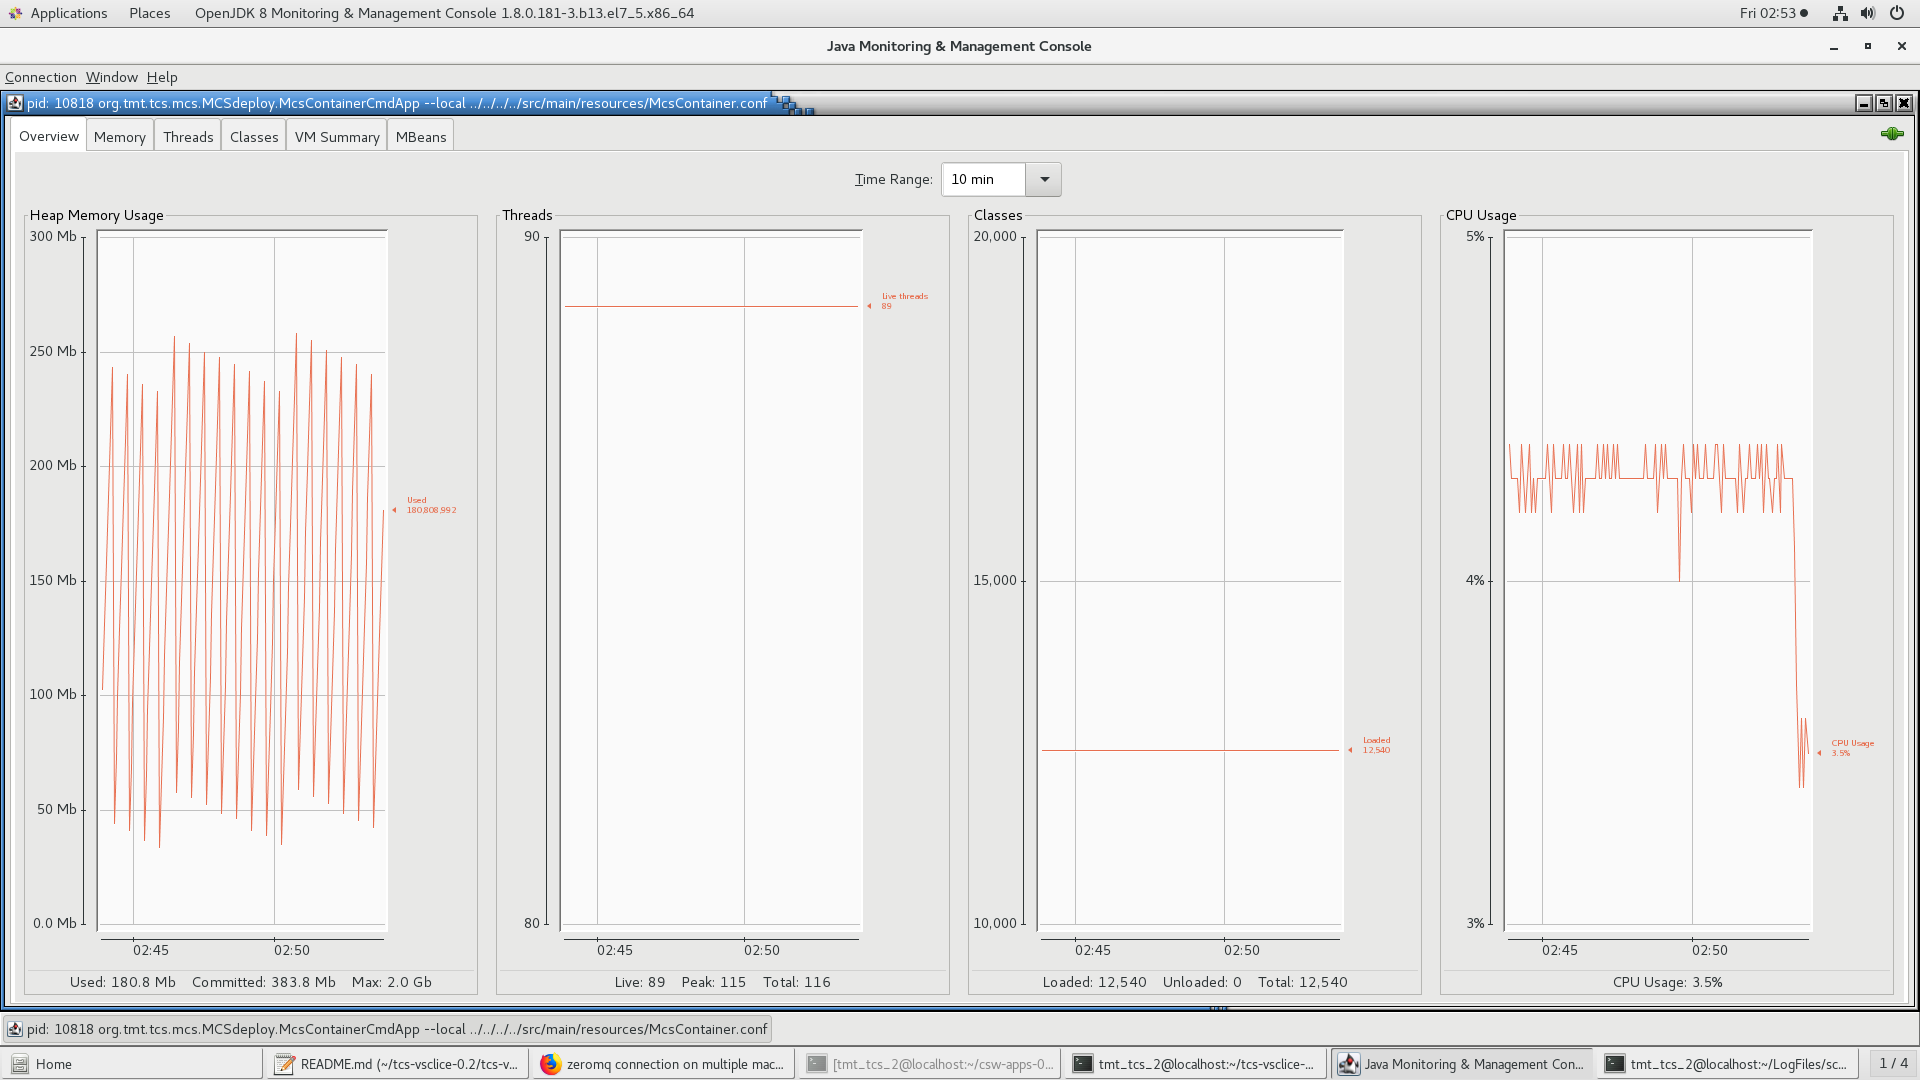 Applications Places OpenJDK 8 Monitoring & Management Console 1.8.0.181-3.b13.el7_5.x86_64 Fri 02:53
Java Monitoring & Management Console
Connection Window Help
pid: 10818 org.tmt.tcs.mcs.MCSdeploy.McsContainerCmdApp --local ../../../../src/main/resources/McsContainer.conf
Overview Memory Threads Classes VM Summary MBeans
Time Range: 10 min
Heap Memory Usage
300 Mb
250 Mb
200 Mb
150 Mb
100 Mb
50 Mb
0.0 Mb
Used
180,808,992
02:45 02:50
Used: 180.8 Mb Committed: 383.8 Mb Max: 2.0 Gb
Threads
90
80
Live threads
89
02:45 02:50
Live: 89 Peak: 115 Total: 116
Classes
20,000
15,000
10,000
Loaded
12,540
02:45 02:50
Loaded: 12,540 Unloaded: 0 Total: 12,540
CPU Usage
5%
4%
3%
CPU Usage
3.5%
02:45 02:50
CPU Usage: 3.5%
pid: 10818 org.tmt.tcs.mcs.MCSdeploy.McsContainerCmdApp --local ../../../../src/main/resources/McsContainer.conf
Home
README.md (~/tcs-vsclice-0.2/tcs-v...
zeromq connection on multiple mac...
[tmt_tcs_2@localhost:~/csw-apps-0...
tmt_tcs_2@localhost:~/tcs-vsclice-...
Java Monitoring & Management Con...
tmt_tcs_2@localhost:~/LogFiles/sc...
1 / 4